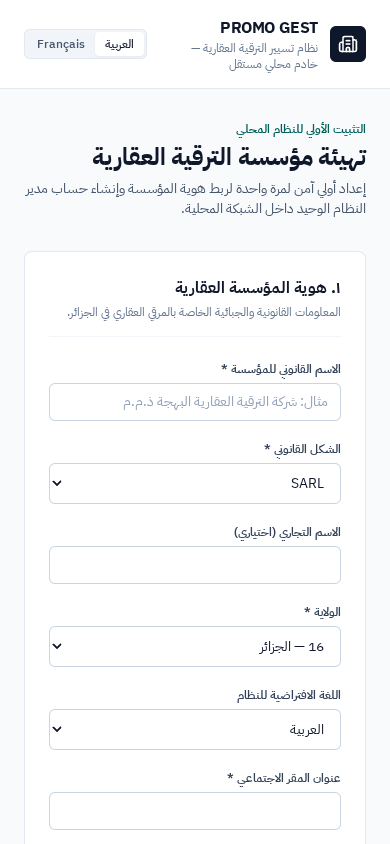 PROMO GEST
نظام تسيير الترقية العقارية —
خادم محلي مستقل
العربية
Français
التثبيت الأولي للنظام المحلي
تهيئة مؤسسة الترقية العقارية
إعداد أولي آمن لمرة واحدة لربط هوية المؤسسة وإنشاء حساب مدير
النظام الوحيد داخل الشبكة المحلية.
١. هوية المؤسسة العقارية
المعلومات القانونية والجبائية الخاصة بالمرقي العقاري في الجزائر.
الاسم القانوني للمؤسسة *
مثال: شركة الترقية العقارية البهجة ذ.م.م
الشكل القانوني *
SARL
الاسم التجاري (اختياري)
الولاية *
16 — الجزائر
اللغة الافتراضية للنظام
العربية
عنوان المقر الاجتماعي *